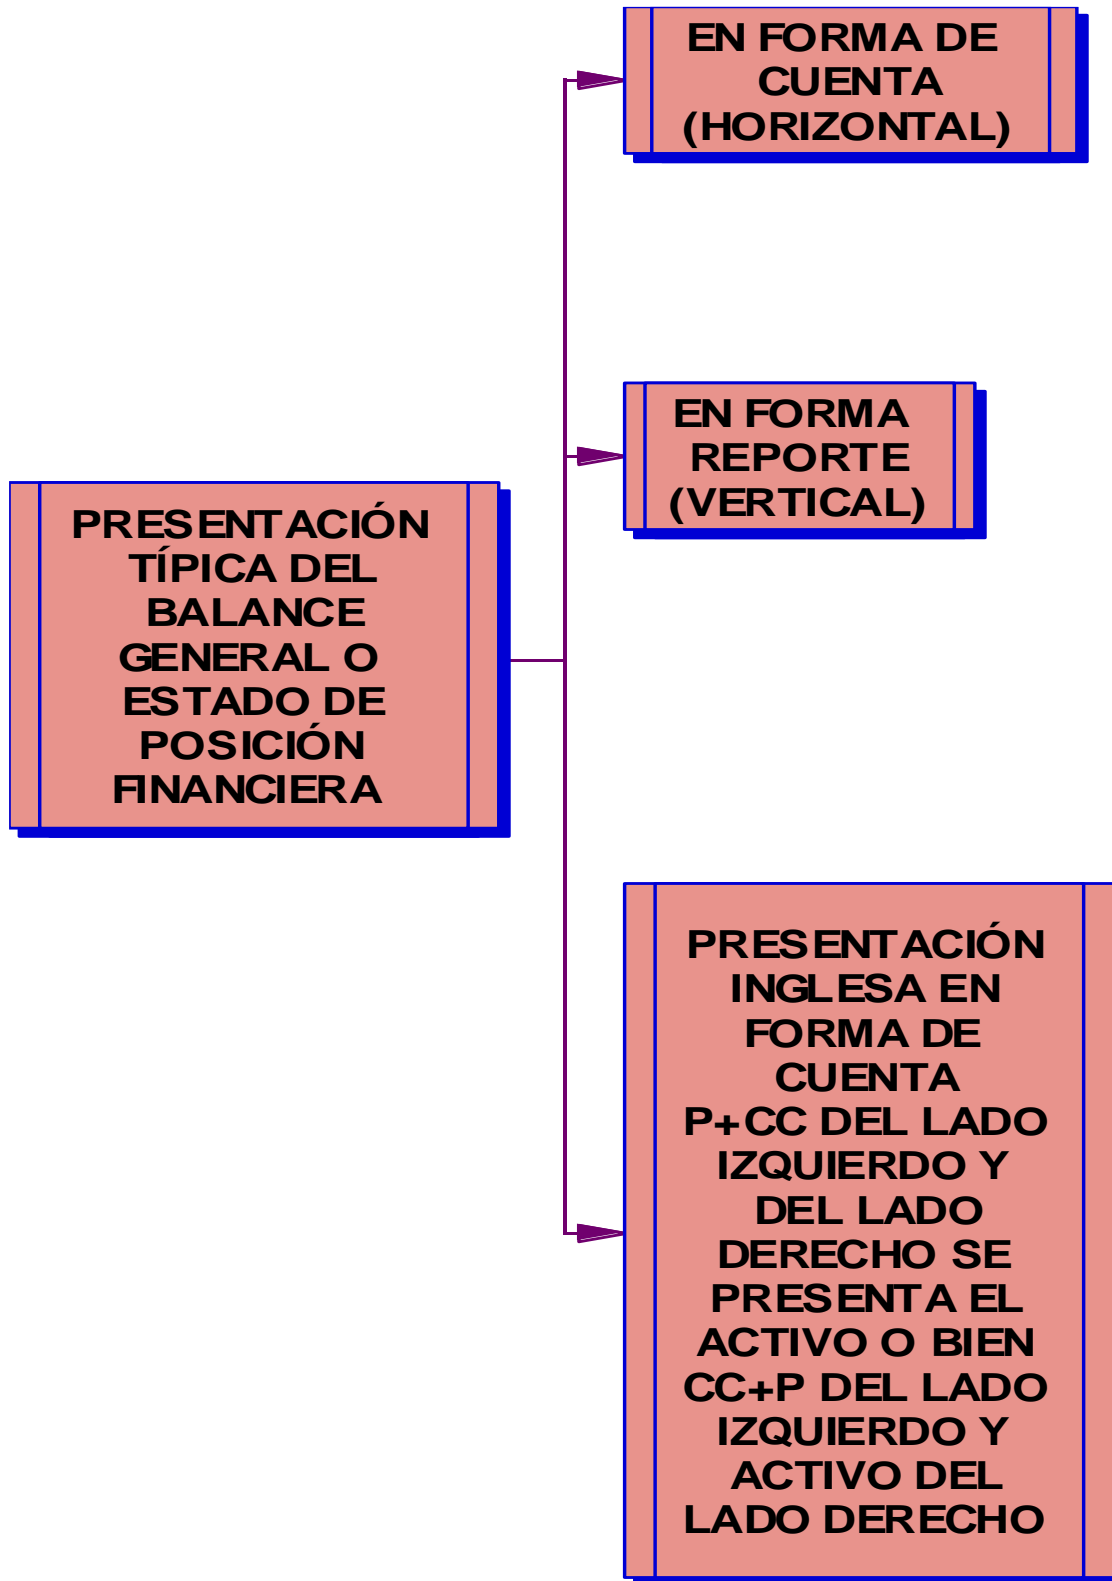 EN FORMA DE
CUENTA
(HORIZONTAL)
EN FORMA
REPORTE
(VERTICAL)
PRESENTACIÓN
TÍPICA DEL
BALANCE
GENERAL O
ESTADO DE
POSICIÓN
FINANCIERA
PRESENTACIÓN
INGLESA EN
FORMA DE
CUENTA
P+CC DEL LADO
IZQUIERDO Y
DEL LADO
DERECHO SE
PRESENTA EL
ACTIVO O BIEN
CC+P DEL LADO
IZQUIERDO Y
ACTIVO DEL
LADO DERECHO